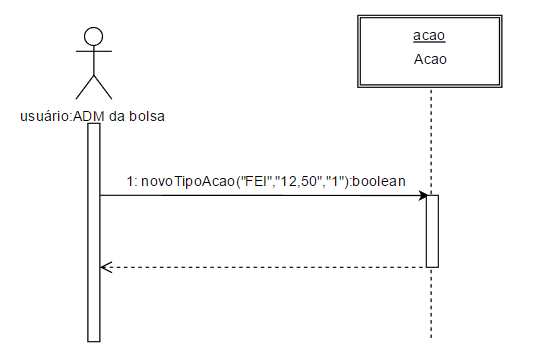 acao
Acao
usuário:ADM da bolsa
1: novoTipoAcao("FEI","12,50","1"):boolean